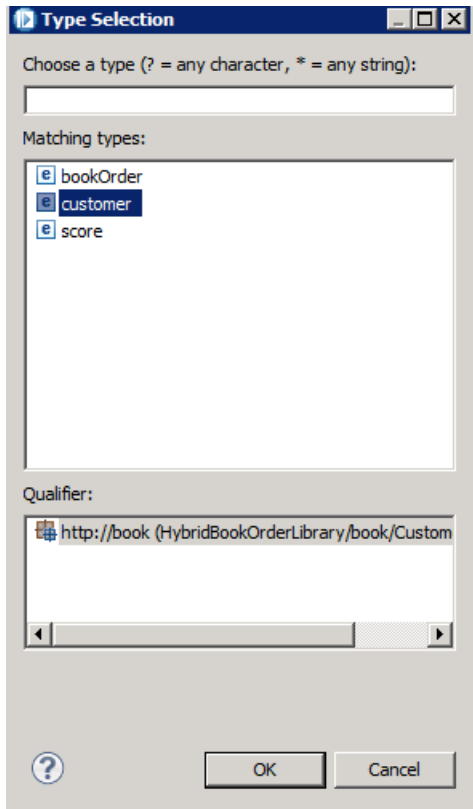 Type Selection
Choose a type (? = any character, * = any string):
Matching types:
e bookOrder
e customer
e score
Qualifier:
http://book (HybridBookOrderLibrary/book/Custom
?
OK
Cancel